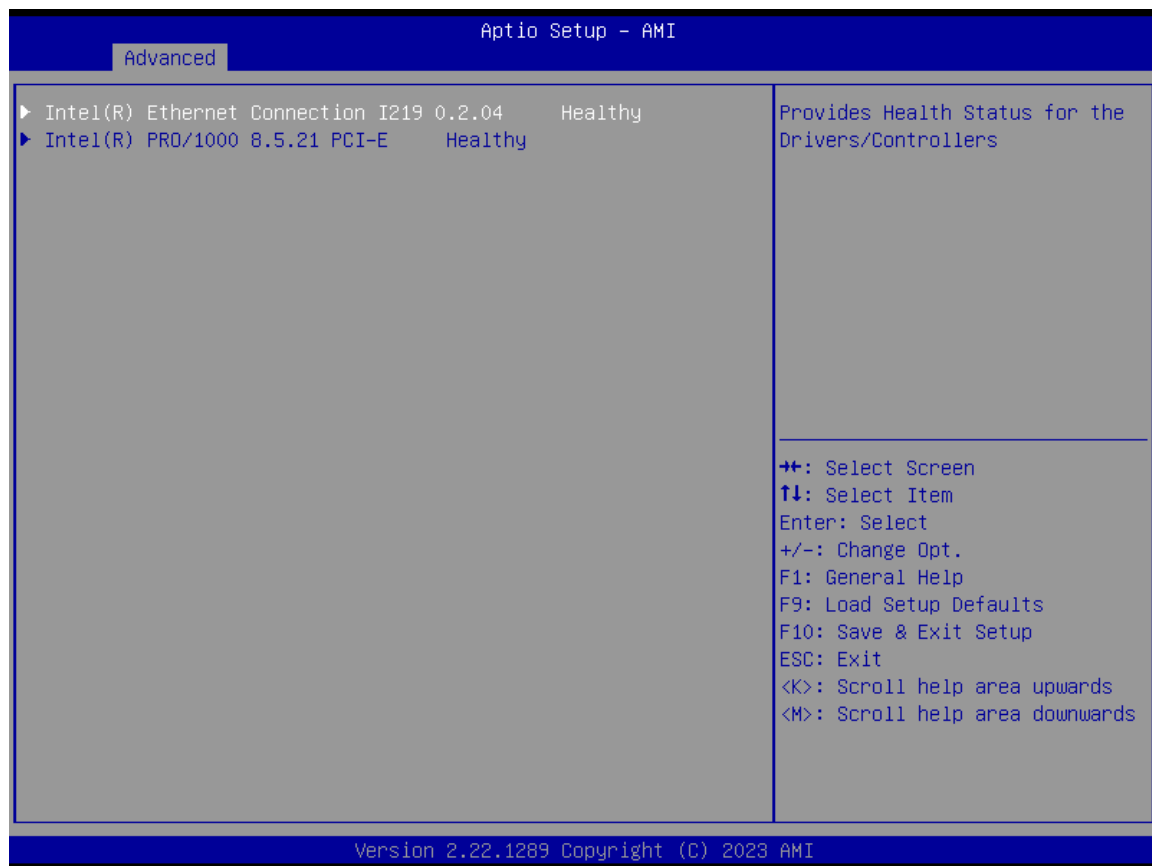 Aptio Setup – AMI
Advanced
▶ Intel(R) Ethernet Connection I219 0.2.04 Healthy
▶ Intel(R) PRO/1000 8.5.21 PCI-E Healthy
Provides Health Status for the
Drivers/Controllers
→←: Select Screen
↑↓: Select Item
Enter: Select
+/-: Change Opt.
F1: General Help
F9: Load Setup Defaults
F10: Save & Exit Setup
ESC: Exit
<K>: Scroll help area upwards
<M>: Scroll help area downwards
Version 2.22.1289 Copyright (C) 2023 AMI